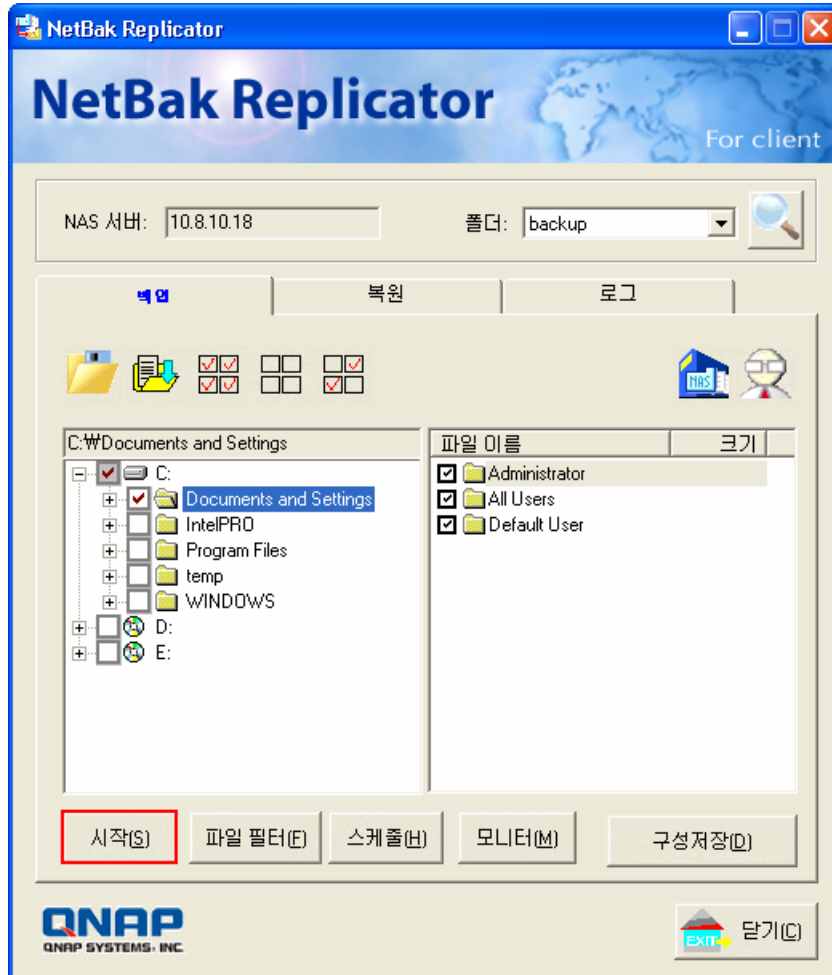 NetBak Replicator
NetBak Replicator
For client
NAS 서버: 10.8.10.18 폴더: backup
백업 복원 로그
NAS
C:₩Documents and Settings
파일 이름 크기
C:
Documents and Settings
IntelPRO
Program Files
temp
WINDOWS
D:
E:
Administrator
All Users
Default User
시작(S) 파일 필터(F) 스케줄(H) 모니터(M) 구성저장(D)
QNAP
QNAP SYSTEMS, INC.
EXIT 닫기(C)